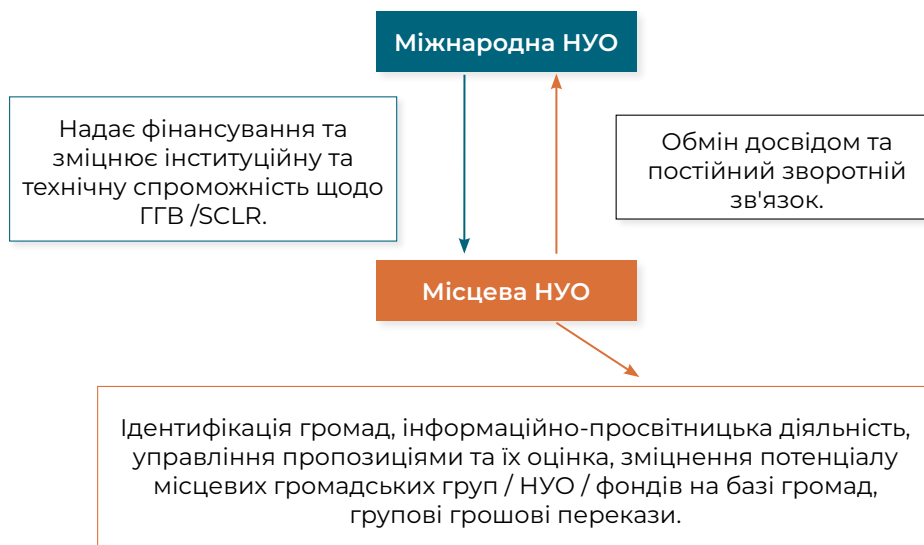 Міжнародна НУО
Надає фінансування та
зміцнює інституційну та
технічну спроможність щодо
ГГВ /SCLR.
Обмін досвідом та
постійний зворотній
зв'язок.
Місцева НУО
Ідентифікація громад, інформаційно-просвітницька діяльність,
управління пропозиціями та їх оцінка, зміцнення потенціалу
місцевих громадських груп / НУО / фондів на базі громад,
групові грошові перекази.